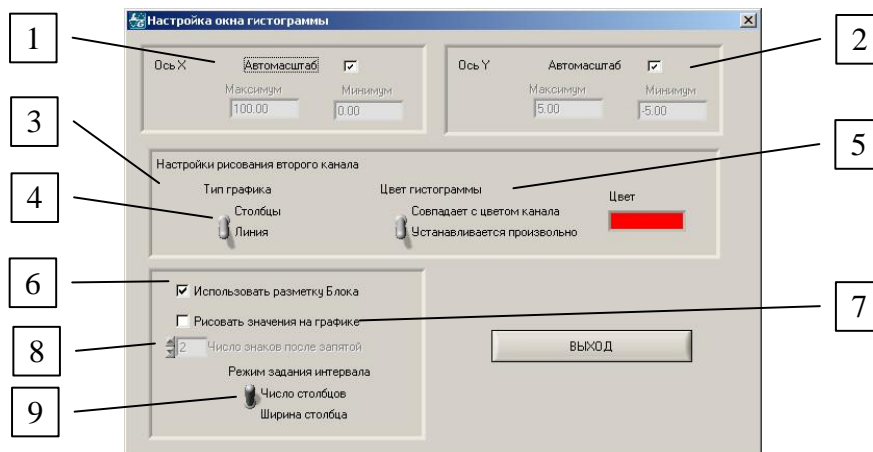 Настройка окна гистограммы
1
2
Ось X Автомасштаб
Ось Y Автомасштаб
Максимум Минимум
100.00 0.00
Максимум Минимум
5.00 -5.00
3
Настройки рисования второго канала
5
Тип графика
Цвет гистограммы
Цвет
4
Столбцы
Линия
Совпадает с цветом канала
Устанавливается произвольно
6
Использовать разметку Блока
7
Рисовать значения на графике
8
2 Число знаков после запятой
ВЫХОД
Режим задания интервала
9
Число столбцов
Ширина столбца